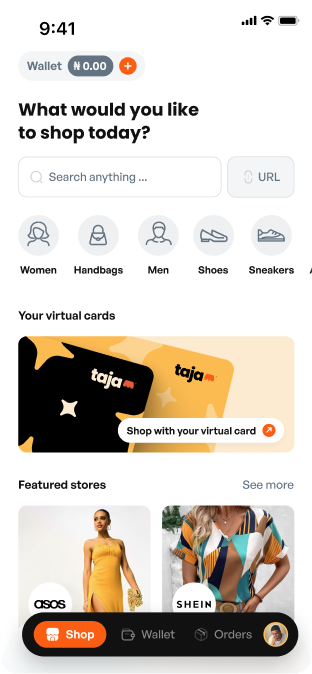 9:41
Wallet ₦ 0.00
What would you like
to shop today?
Search anything ... URL
Women Handbags Men Shoes Sneakers
Your virtual cards
taja taja
Shop with your virtual card
Featured stores See more
asos SHEIN
Shop Wallet Orders